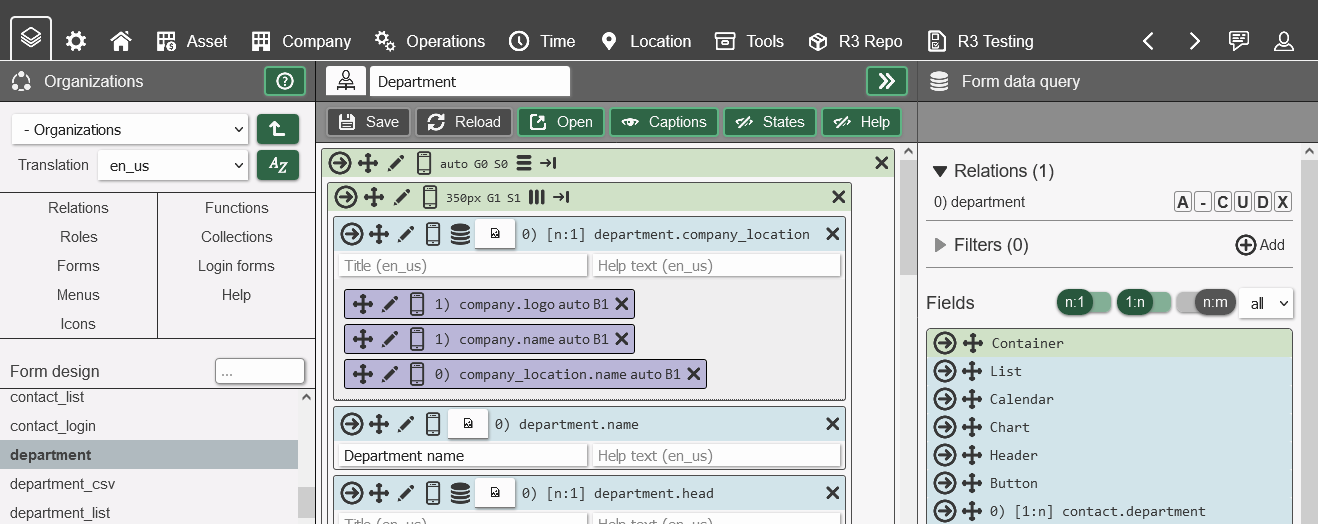 Asset Company Operations Time Location Tools R3 Repo R3 Testing
Organizations
- Organizations
Translation en_us
AZ
Relations Functions
Roles Collections
Forms Login forms
Menus Help
Icons
Form design ...
contact_list
contact_login
department
department_csv
department_list
Department
Save Reload Open Captions States Help
auto G0 S0
350px G1 S1
0) [n:1] department.company_location
Title (en_us) Help text (en_us)
1) company.logo auto B1
1) company.name auto B1
0) company_location.name auto B1
0) department.name
Department name Help text (en_us)
0) [n:1] department.head
Title (en_us) Help text (en_us)
Form data query
Relations (1)
0) department A - C U D X
Filters (0) Add
Fields n:1 1:n n:m all
Container
List
Calendar
Chart
Header
Button
0) [1:n] contact.department